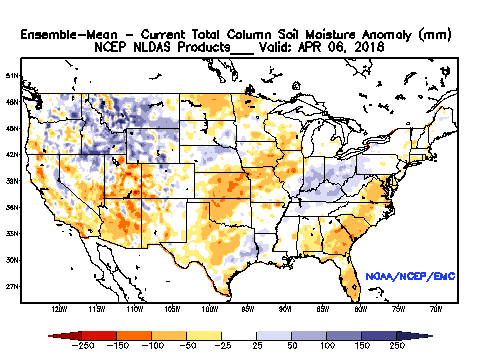 Ensemble-Mean - Current Total Column Soil Moisture Anomaly (mm)
NCEP NLDAS Products___ Valid: APR 06, 2018
51N
48N
45N
42N
39N
36N
33N
30N
27N
NOAA/NCEP/EMC
120W 115W 110W 105W 100W 95W 90W 85W 80W 75W 70W
-250 -150 -100 -50 -25 25 50 100 150 250